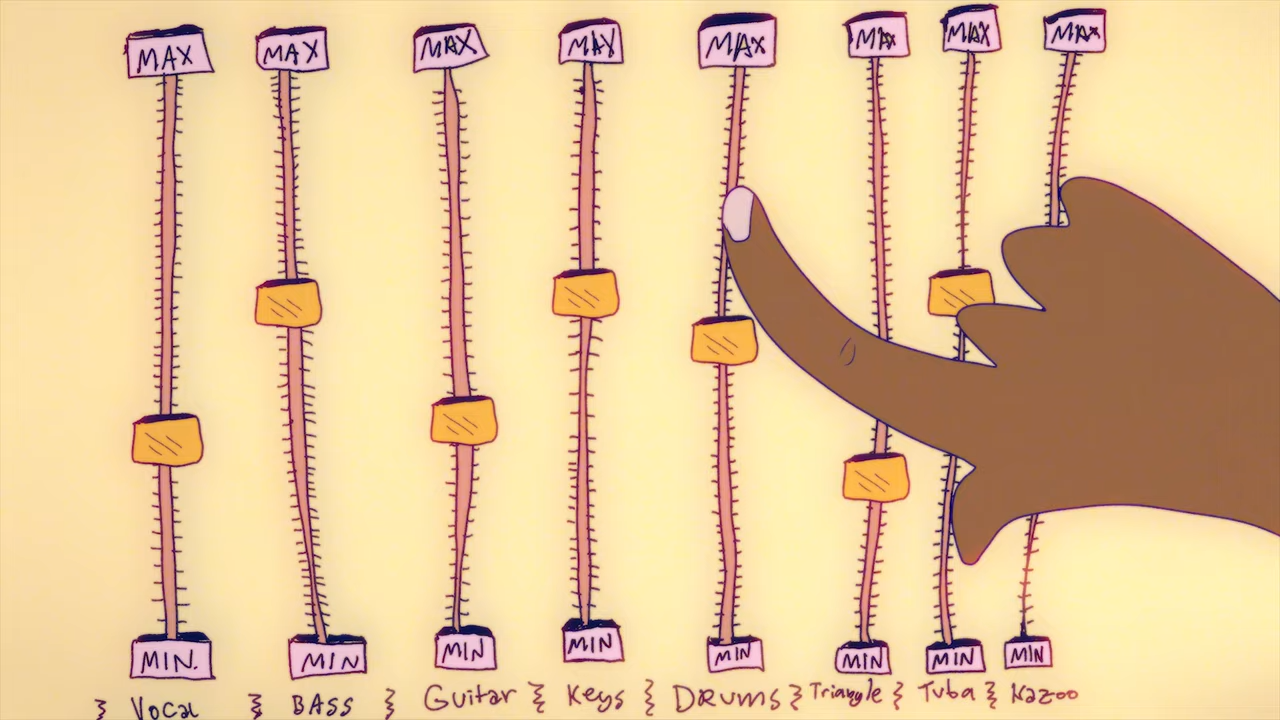 MAX MAX MAX MAX MAX MAX MAX MAX
MIN. MIN MIN MIN MIN MIN MIN MIN
Vocal BASS Guitar Keys DRUMS Triangle Tuba Kazoo